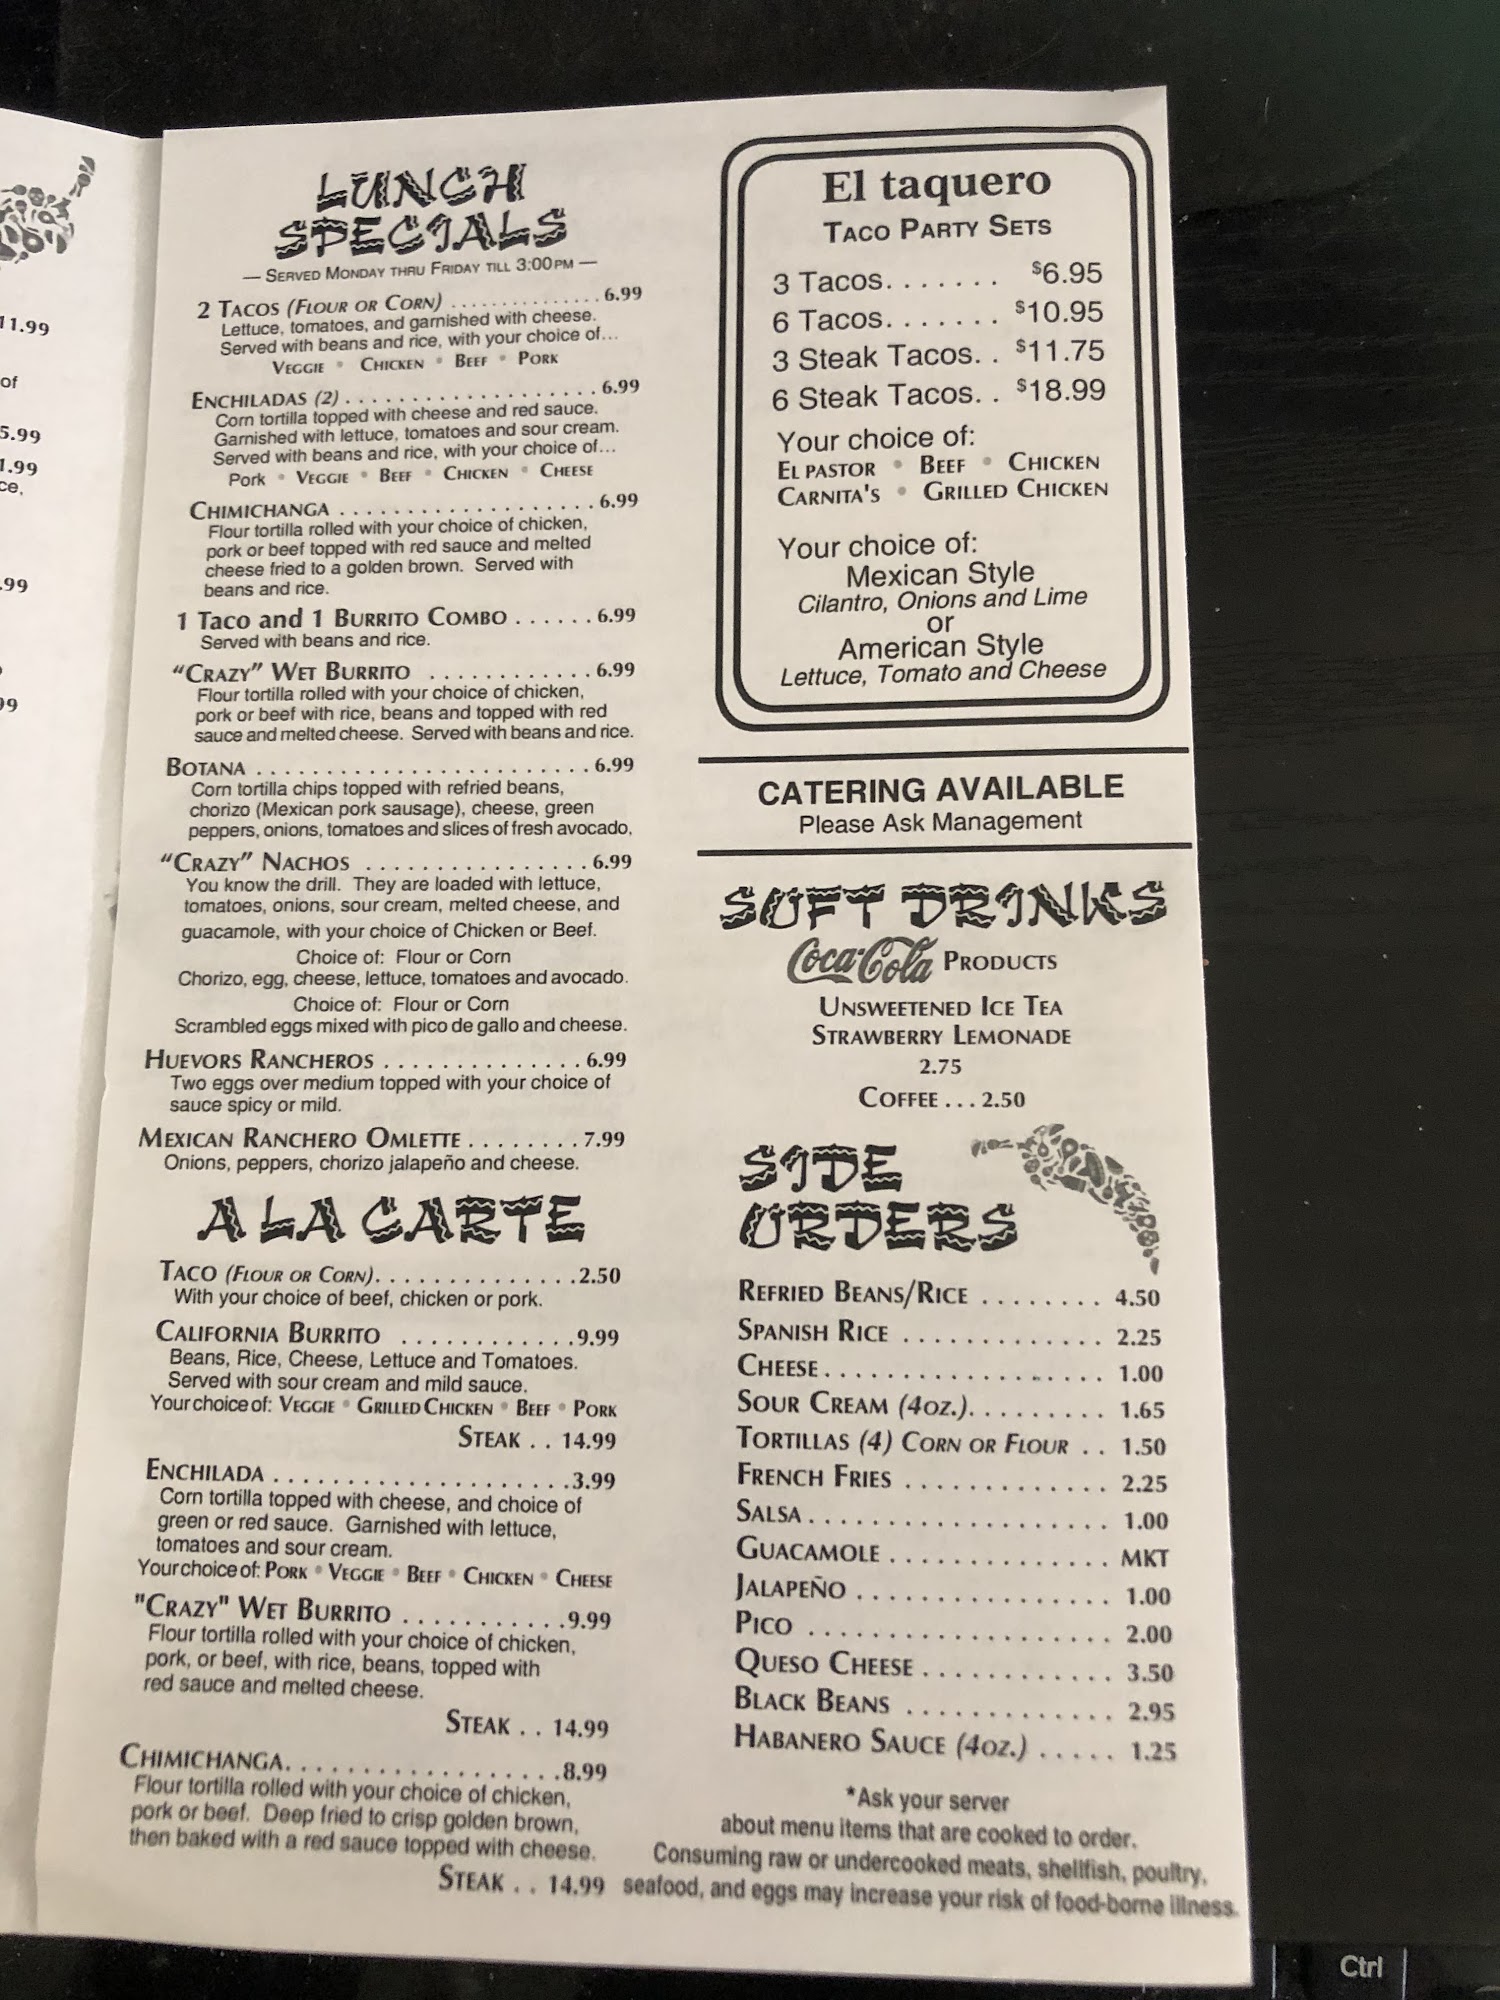 11.99
of
5.99
1.99
ce,
.99
99
LUNCH
SPECIALS
— SERVED MONDAY THRU FRIDAY TILL 3:00 PM —
2 TACOS (FLOUR OR CORN) . . . . . . . . . . . . . . . 6.99
Lettuce, tomatoes, and garnished with cheese.
Served with beans and rice, with your choice of...
VEGGIE • CHICKEN • BEEF • PORK
ENCHILADAS (2) . . . . . . . . . . . . . . . . . . . . 6.99
Corn tortilla topped with cheese and red sauce.
Garnished with lettuce, tomatoes and sour cream.
Served with beans and rice, with your choice of...
Pork • VEGGIE • BEEF • CHICKEN • CHEESE
CHIMICHANGA . . . . . . . . . . . . . . . . . . . 6.99
Flour tortilla rolled with your choice of chicken,
pork or beef topped with red sauce and melted
cheese fried to a golden brown. Served with
beans and rice.
1 Taco and 1 BURRITO COMBO . . . . . . 6.99
Served with beans and rice.
“CRAZY” WET BURRITO . . . . . . . . . . . . 6.99
Flour tortilla rolled with your choice of chicken,
pork or beef with rice, beans and topped with red
sauce and melted cheese. Served with beans and rice.
BOTANA . . . . . . . . . . . . . . . . . . . . . . . . 6.99
Corn tortilla chips topped with refried beans,
chorizo (Mexican pork sausage), cheese, green
peppers, onions, tomatoes and slices of fresh avocado,
“CRAZY” NACHOS . . . . . . . . . . . . . . . . 6.99
You know the drill. They are loaded with lettuce,
tomatoes, onions, sour cream, melted cheese, and
guacamole, with your choice of Chicken or Beef.
Choice of: Flour or Corn
Chorizo, egg, cheese, lettuce, tomatoes and avocado.
Choice of: Flour or Corn
Scrambled eggs mixed with pico de gallo and cheese.
HUEVORS RANCHEROS . . . . . . . . . . . . . . 6.99
Two eggs over medium topped with your choice of
sauce spicy or mild.
MEXICAN RANCHERO OMLETTE . . . . . . . . 7.99
Onions, peppers, chorizo jalapeño and cheese.
A LA CARTE
TACO (FLOUR OR CORN). . . . . . . . . . . . . . 2.50
With your choice of beef, chicken or pork.
CALIFORNIA BURRITO . . . . . . . . . . . . 9.99
Beans, Rice, Cheese, Lettuce and Tomatoes.
Served with sour cream and mild sauce.
Your choice of: VEGGIE • GRILLED CHICKEN • BEEF • PORK
STEAK . . 14.99
ENCHILADA . . . . . . . . . . . . . . . . . . . . 3.99
Corn tortilla topped with cheese, and choice of
green or red sauce. Garnished with lettuce,
tomatoes and sour cream.
Your choice of: PORK • VEGGIE • BEEF • CHICKEN • CHEESE
"CRAZY" WET BURRITO . . . . . . . . . . . 9.99
Flour tortilla rolled with your choice of chicken,
pork, or beef, with rice, beans, topped with
red sauce and melted cheese.
STEAK . . 14.99
CHIMICHANGA. . . . . . . . . . . . . . . . . . . 8.99
Flour tortilla rolled with your choice of chicken,
pork or beef. Deep fried to crisp golden brown,
then baked with a red sauce topped with cheese.
STEAK . . 14.99
El taquero
TACO PARTY SETS
3 Tacos. . . . . . . $6.95
6 Tacos. . . . . . . $10.95
3 Steak Tacos. . $11.75
6 Steak Tacos. . $18.99
Your choice of:
EL PASTOR • BEEF • CHICKEN
CARNITA'S • GRILLED CHICKEN
Your choice of:
Mexican Style
Cilantro, Onions and Lime
or
American Style
Lettuce, Tomato and Cheese
CATERING AVAILABLE
Please Ask Management
SOFT DRINKS
Coca-Cola PRODUCTS
UNSWEETENED ICE TEA
STRAWBERRY LEMONADE
2.75
COFFEE . . . 2.50
SIDE
ORDERS
REFRIED BEANS/RICE . . . . . . . . 4.50
SPANISH RICE . . . . . . . . . . . . . 2.25
CHEESE . . . . . . . . . . . . . . . . . . 1.00
SOUR CREAM (4OZ.). . . . . . . . . 1.65
TORTILLAS (4) CORN OR FLOUR . . 1.50
FRENCH FRIES . . . . . . . . . . . . . 2.25
SALSA . . . . . . . . . . . . . . . . . . . 1.00
GUACAMOLE . . . . . . . . . . . . . . MKT
JALAPEÑO . . . . . . . . . . . . . . . . 1.00
PICO . . . . . . . . . . . . . . . . . . . 2.00
QUESO CHEESE . . . . . . . . . . . . 3.50
BLACK BEANS . . . . . . . . . . . . . 2.95
HABANERO SAUCE (4OZ.) . . . . . 1.25
*Ask your server
about menu items that are cooked to order.
Consuming raw or undercooked meats, shellfish, poultry,
seafood, and eggs may increase your risk of food-borne illness.
Ctrl